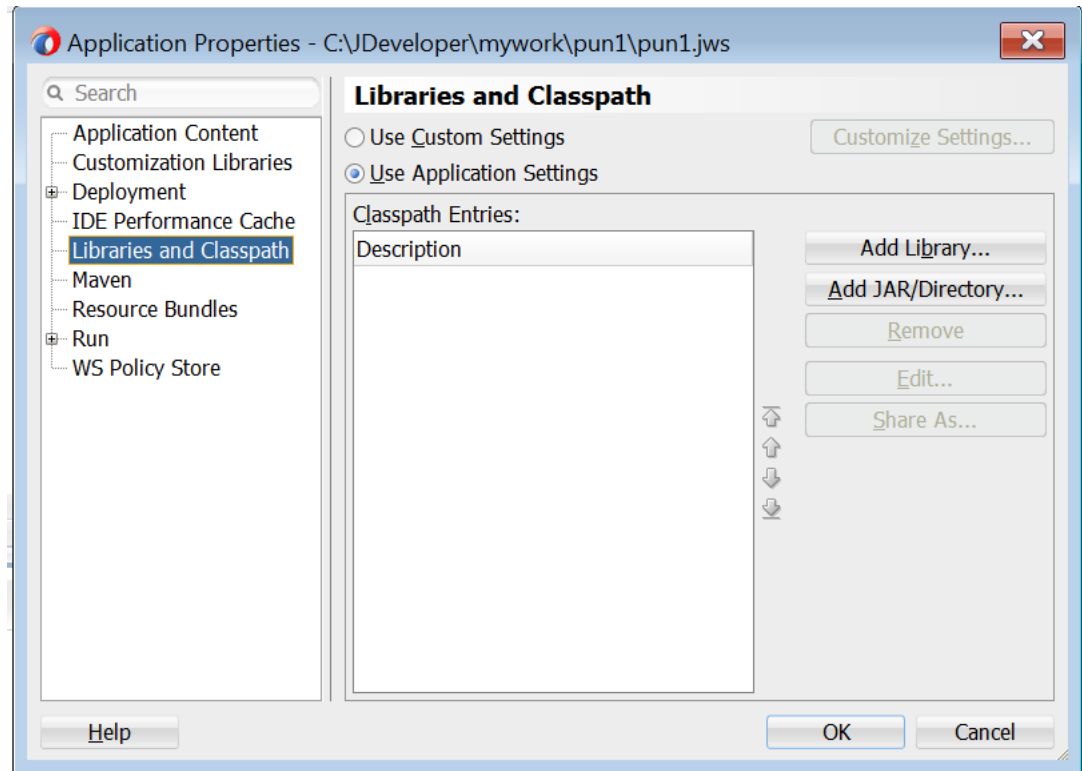 Application Properties - C:\JDeveloper\mywork\pun1\pun1.jws
Search
Application Content
Customization Libraries
Deployment
IDE Performance Cache
Libraries and Classpath
Maven
Resource Bundles
Run
WS Policy Store
Libraries and Classpath
Use Custom Settings
Customize Settings...
Use Application Settings
Classpath Entries:
Description
Add Library...
Add JAR/Directory...
Remove
Edit...
Share As...
Help
OK
Cancel